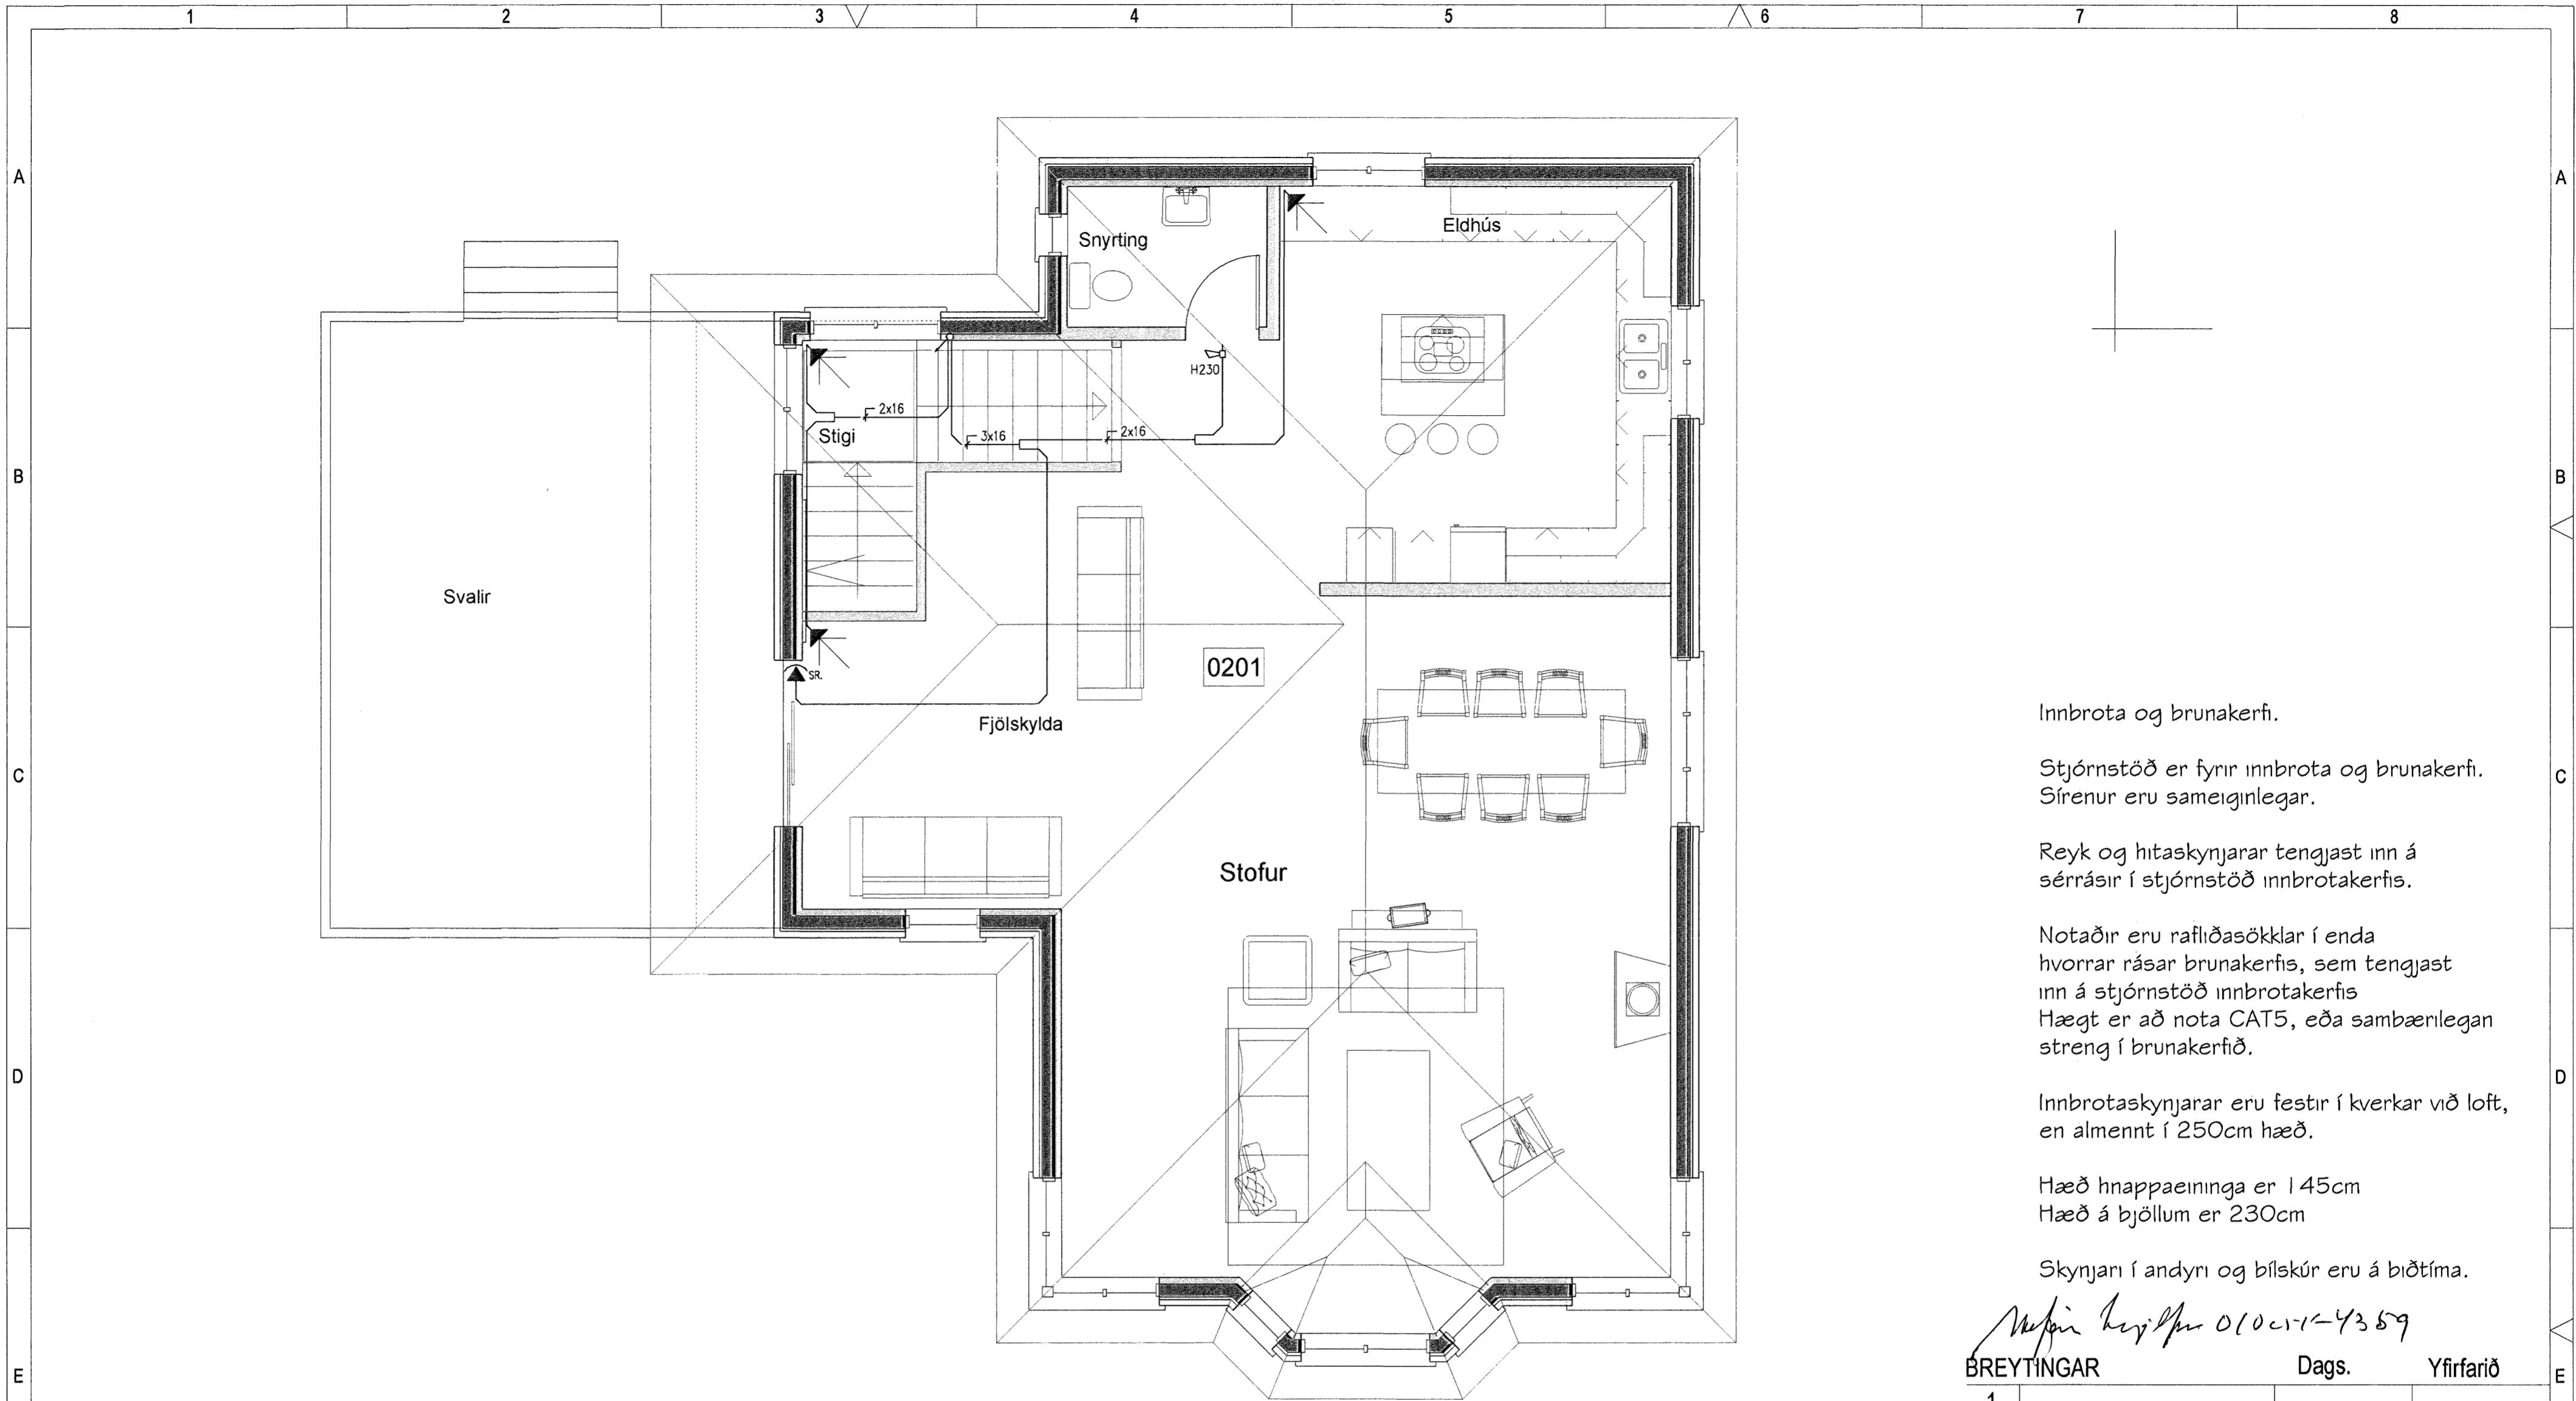 1 2 3 4 5 6 7 8
A A
Snyrting
Eldhús
H230
2x16
Stigi
3x16
2x16
B B
Svalir
0201
SR.
Fjölskylda
C C
Stofur
D D
E E
Innbrota og brunakerfi.
Stjórnstöð er fyrir innbrota og brunakerfi.
Sírenur eru sameiginlegar.
Reyk og hitaskynjarar tengjast inn á
sérrásir í stjórnstöð innbrotakerfis.
Notaðir eru rafliðasökklar í enda
hvorrar rásar brunakerfis, sem tengjast
inn á stjórnstöð innbrotakerfis
Hægt er að nota CAT5, eða sambærilegan
streng í brunakerfið.
Innbrotaskynjarar eru festir í kverkar við loft,
en almennt í 250cm hæð.
Hæð hnappaeininga er 145cm
Hæð á bjöllum er 230cm
Skynjari í andyri og bílskúr eru á biðtíma.
BREYTINGAR Dags. Yfirfarið
1